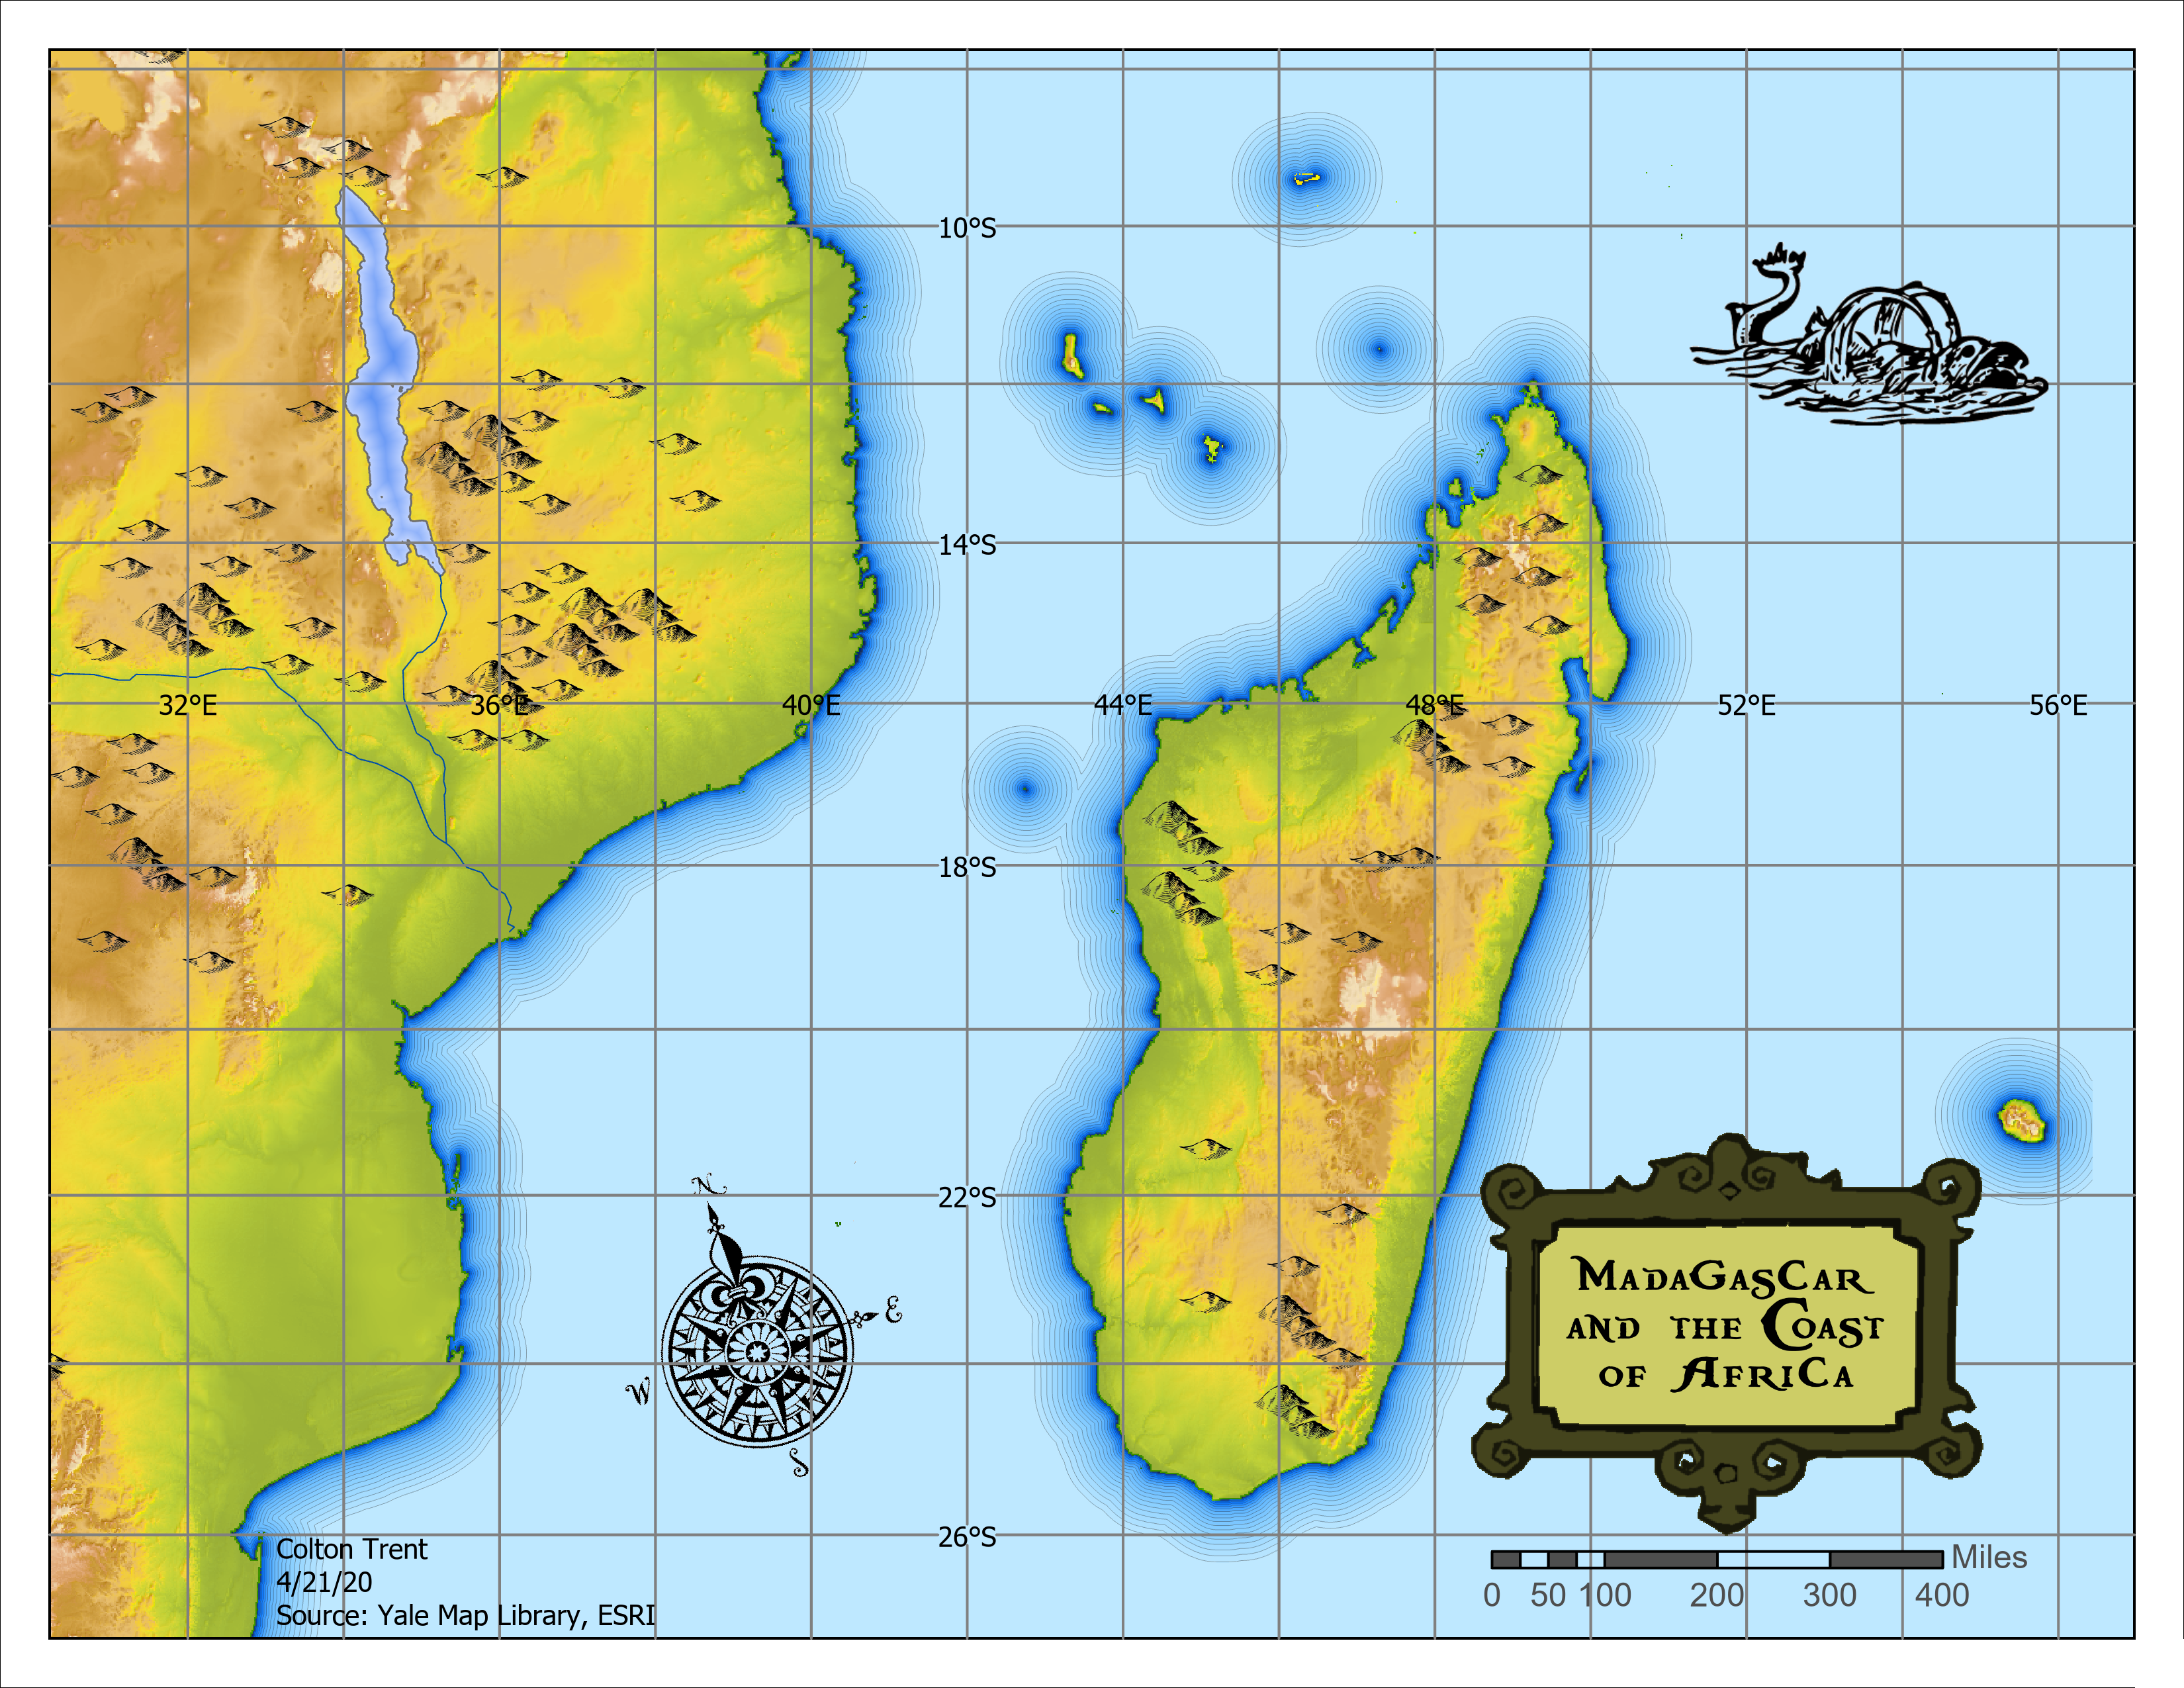 10°S
14°S
32°E 36°E 40°E 44°E 48°E 52°E 56°E
18°S
22°S
26°S
N
E
W
S
MadaGasCar
and the Coast
of AfriCa
Miles
0 50 100 200 300 400
Colton Trent
4/21/20
Source: Yale Map Library, ESRI